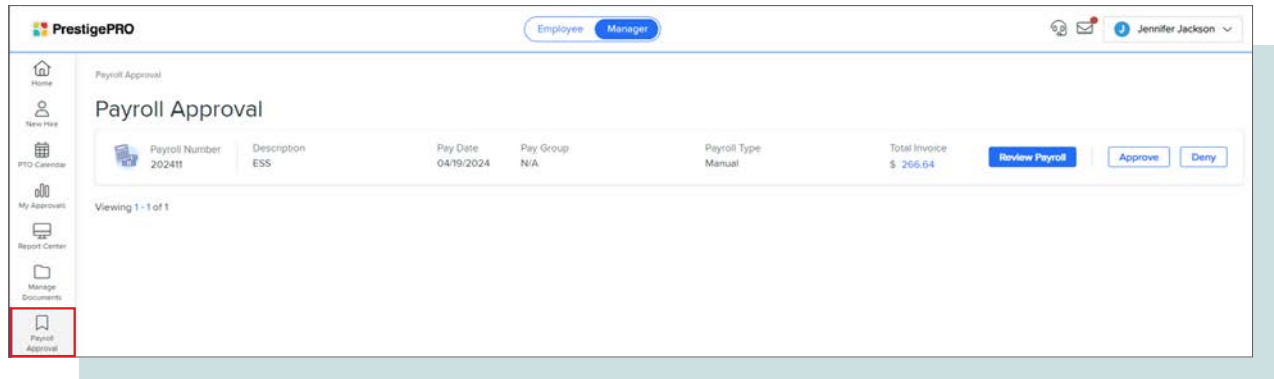 PrestigePRO
Employee Manager
J Jennifer Jackson
Home
New Hire
PTO Calendar
My Approvals
Report Center
Manage
Documents
Payroll
Approval
Payroll Approval
Payroll Approval
Payroll Number Description Pay Date Pay Group Payroll Type Total Invoice
202411 ESS 04/19/2024 N/A Manual $ 266.64
Review Payroll Approve Deny
Viewing 1 - 1 of 1